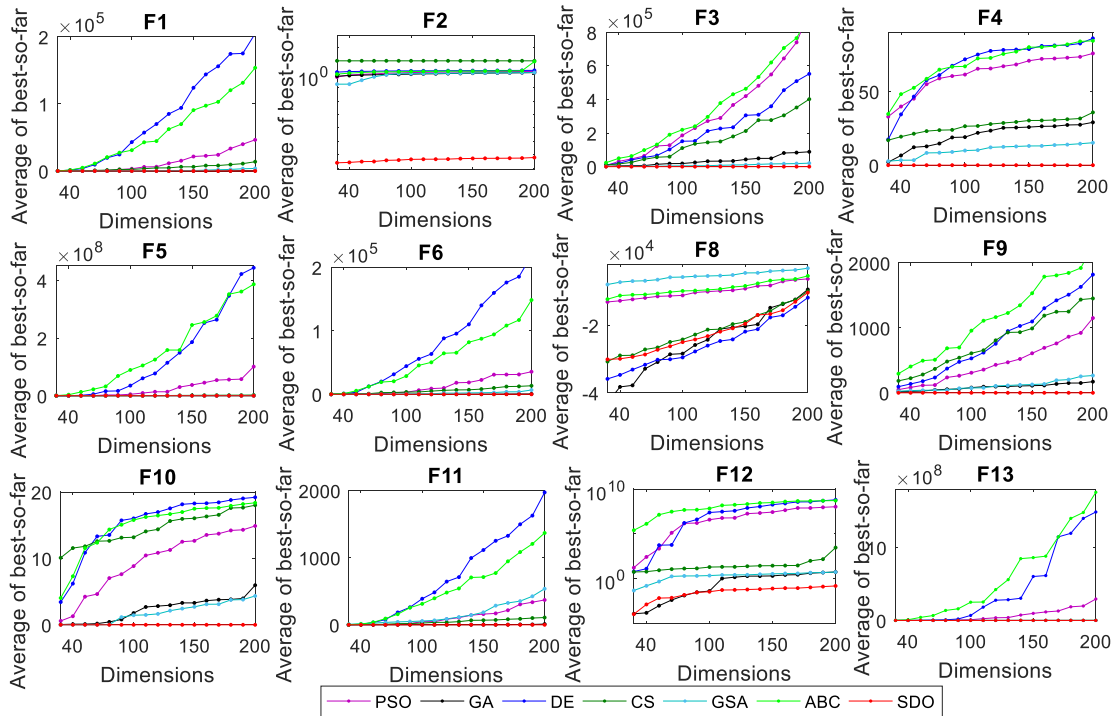 F1 F2 F3 F4
×10^5 ×10^5
Average of best-so-far Average of best-so-far Average of best-so-far Average of best-so-far
2 10^0 8 50
1 6
0 4
2
0 0
40 100 150 200 40 100 150 200 40 100 150 200 40 100 150 200
Dimensions Dimensions Dimensions Dimensions
F5 F6 F8 F9
×10^8 ×10^5 ×10^4
Average of best-so-far Average of best-so-far Average of best-so-far Average of best-so-far
4 2 -2 2000
2 1 -4 1000
0 0 0
40 100 150 200 40 100 150 200 40 100 150 200 40 100 150 200
Dimensions Dimensions Dimensions Dimensions
F10 F11 F12 F13
×10^8
Average of best-so-far Average of best-so-far Average of best-so-far Average of best-so-far
20 2000 10^10 10
10 1000 10^0 0
0 0
40 100 150 200 40 100 150 200 40 100 150 200 40 100 150 200
Dimensions Dimensions Dimensions Dimensions
PSO GA DE CS GSA ABC SDO